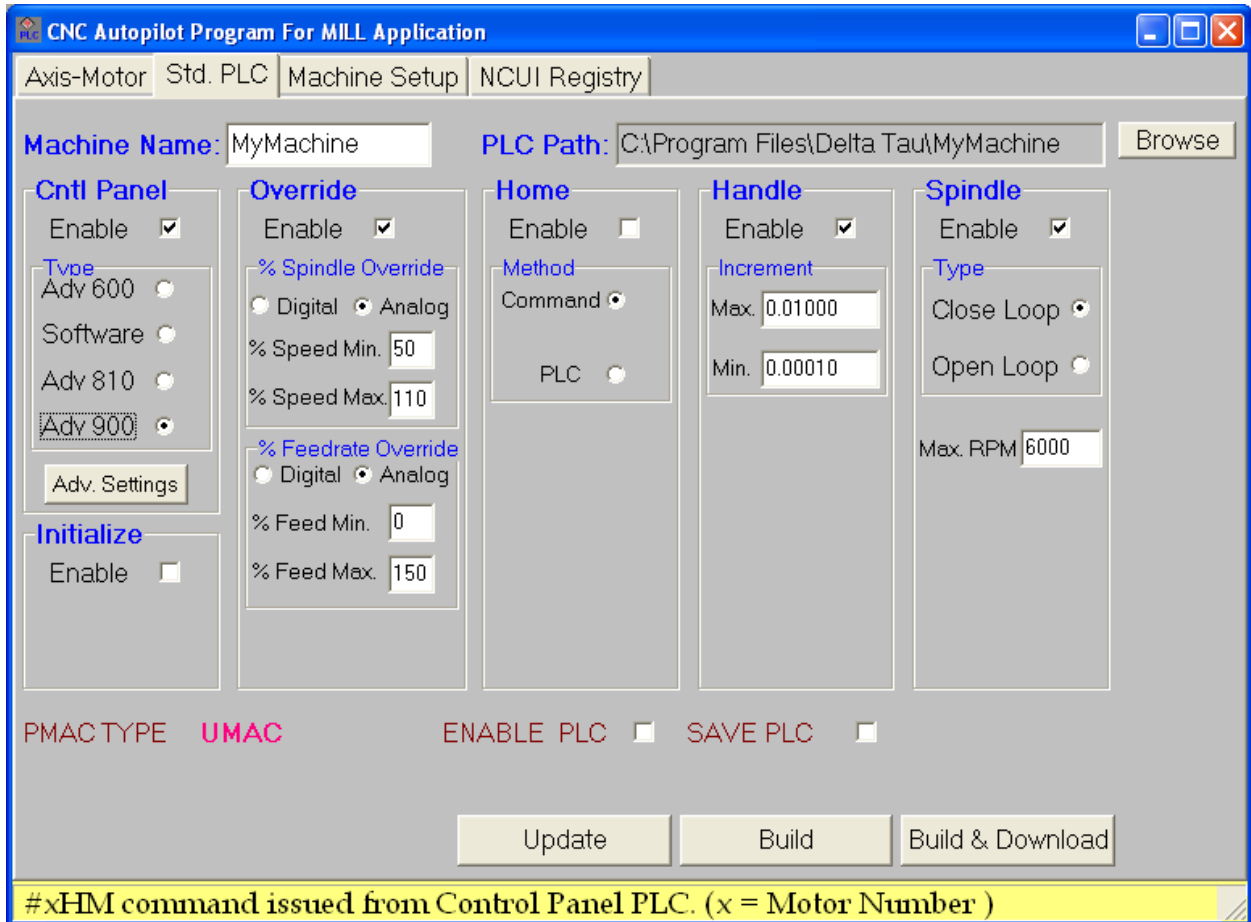 CNC Autopilot Program For MILL Application
Axis-Motor Std. PLC Machine Setup NCUI Registry
Machine Name: MyMachine PLC Path: C:\Program Files\Delta Tau\MyMachine Browse
Cntl Panel
Enable
Type
Adv 600
Software
Adv 810
Adv 900
Adv. Settings
Initialize
Enable
Override
Enable
% Spindle Override
Digital Analog
% Speed Min. 50
% Speed Max. 110
% Feedrate Override
Digital Analog
% Feed Min. 0
% Feed Max. 150
Home
Enable
Method
Command
PLC
Handle
Enable
Increment
Max. 0.01000
Min. 0.00010
Spindle
Enable
Type
Close Loop
Open Loop
Max. RPM 6000
PMAC TYPE UMAC ENABLE PLC SAVE PLC
Update Build Build & Download
#xHM command issued from Control Panel PLC. (x = Motor Number )